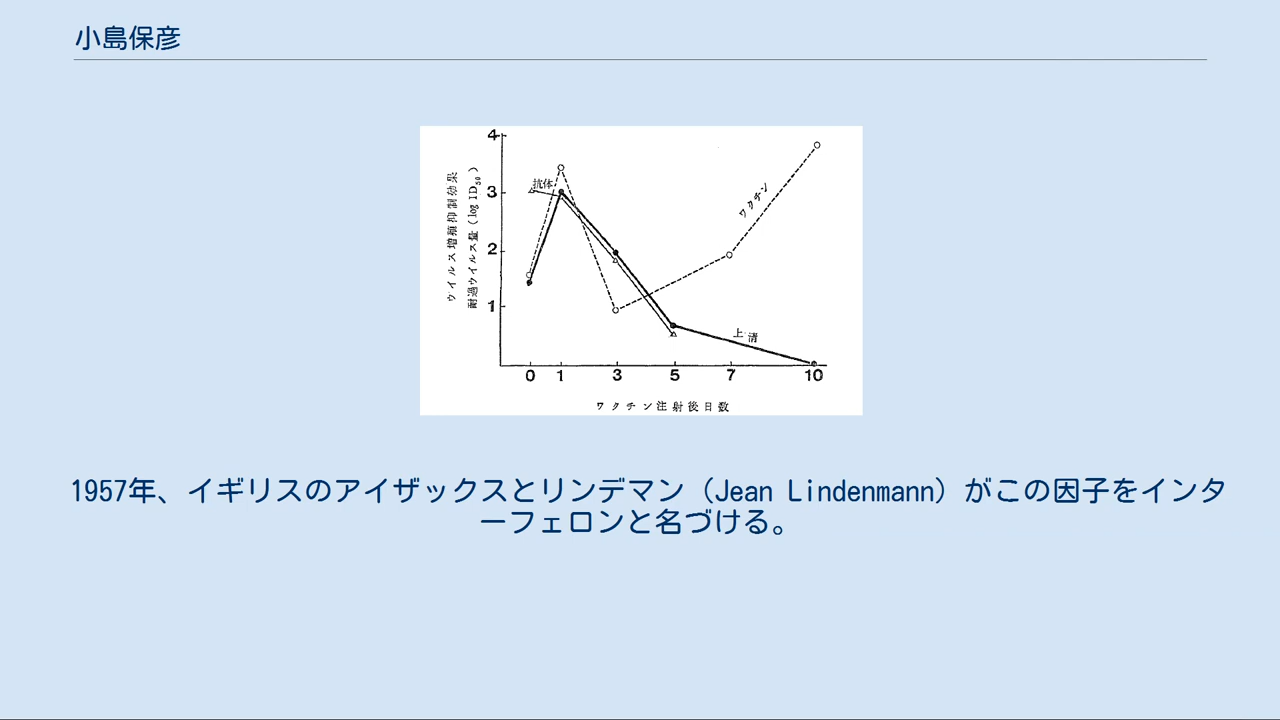 小島保彦
ウイルス増殖抑制効果
耐過ウイルス量(log ID50)
4
3
2
1
抗体
ワクチン
上清
0 1 3 5 7 10
ワクチン注射後日数
1957年、イギリスのアイザックスとリンデマン（Jean Lindenmann）がこの因子をインタ
ーフェロンと名づける。